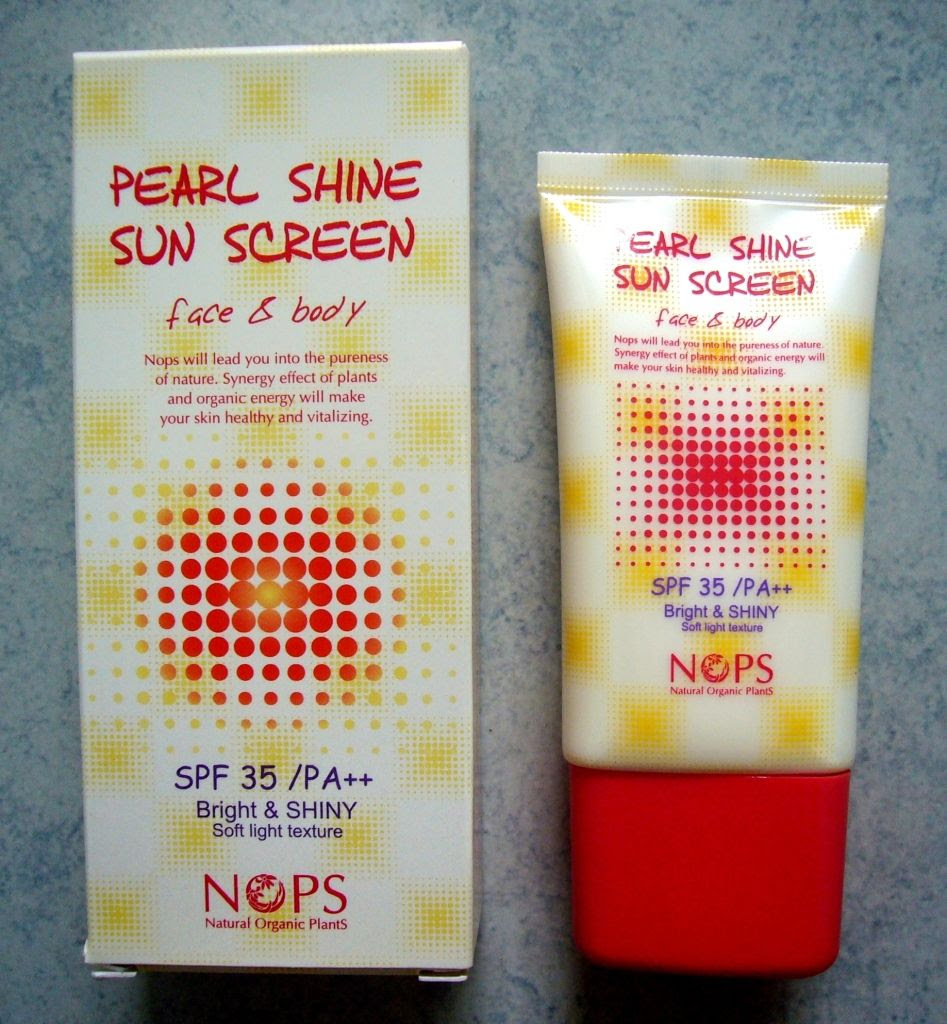 PEARL SHINE
SUN SCREEN
face & body
Nops will lead you into the pureness
of nature. Synergy effect of plants
and organic energy will make
your skin healthy and vitalizing.
SPF 35 /PA++
Bright & SHINY
Soft light texture
NOPS
Natural Organic PlantS
PEARL SHINE
SUN SCREEN
face & body
Nops will lead you into the pureness of nature.
Synergy effect of plants and organic energy will
make your skin healthy and vitalizing.
SPF 35 /PA++
Bright & SHINY
Soft light texture
NOPS
Natural Organic PlantS